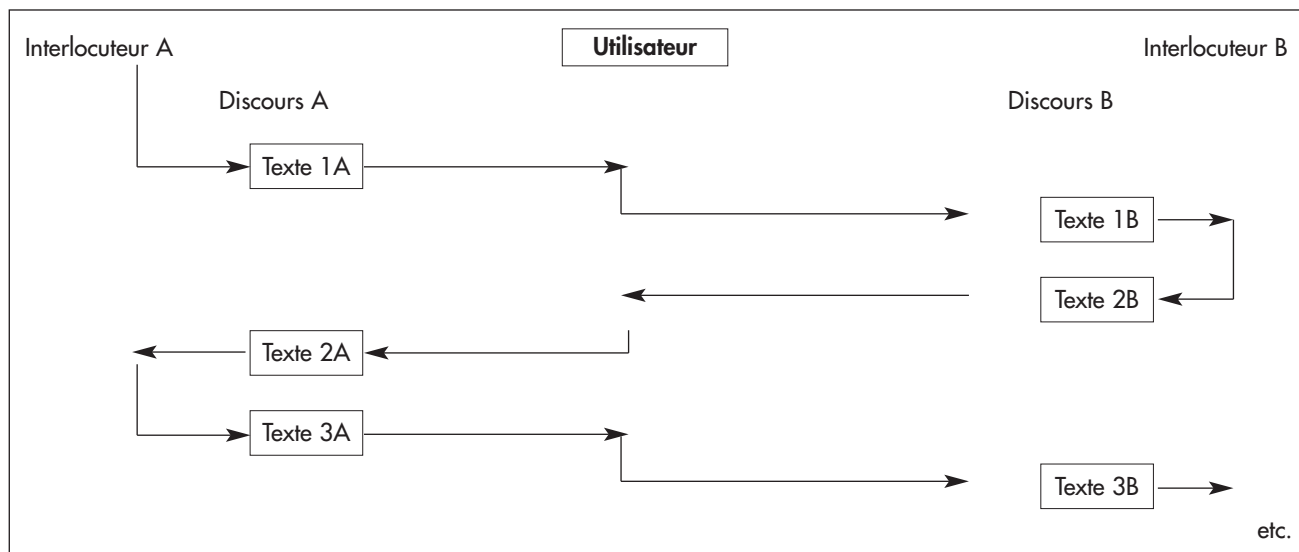 Interlocuteur A
Utilisateur
Interlocuteur B
Discours A
Discours B
Texte 1A
Texte 1B
Texte 2B
Texte 2A
Texte 3A
Texte 3B
etc.